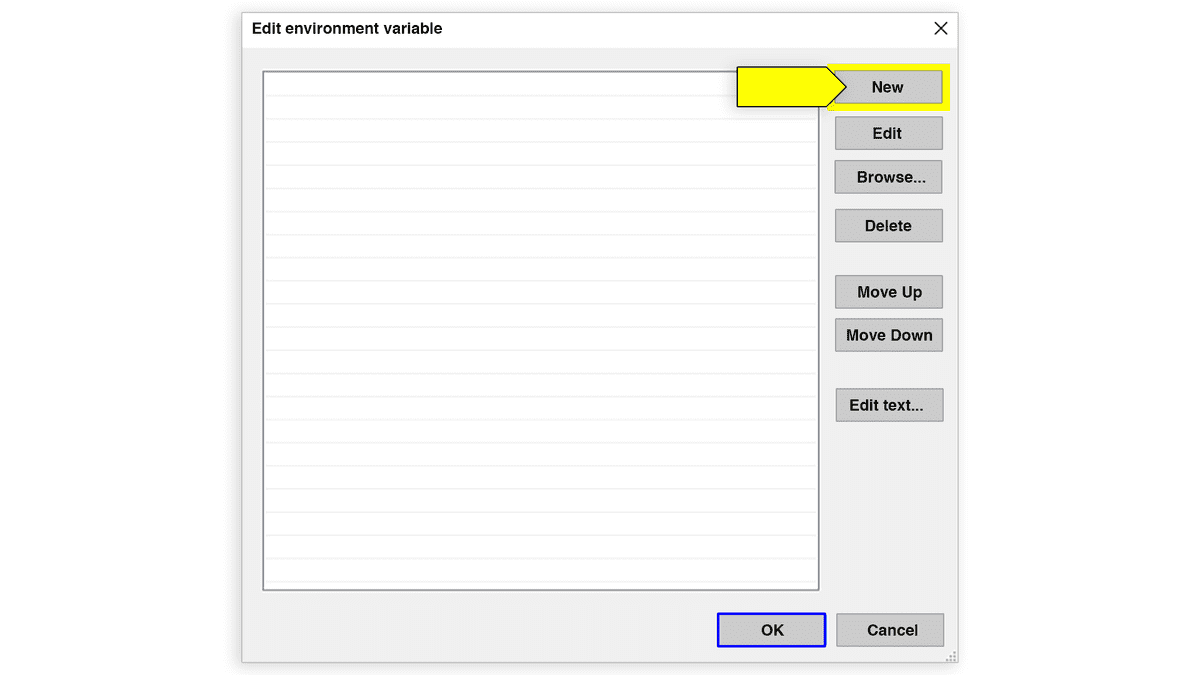 Edit environment variable
New
Edit
Browse...
Delete
Move Up
Move Down
Edit text...
OK
Cancel